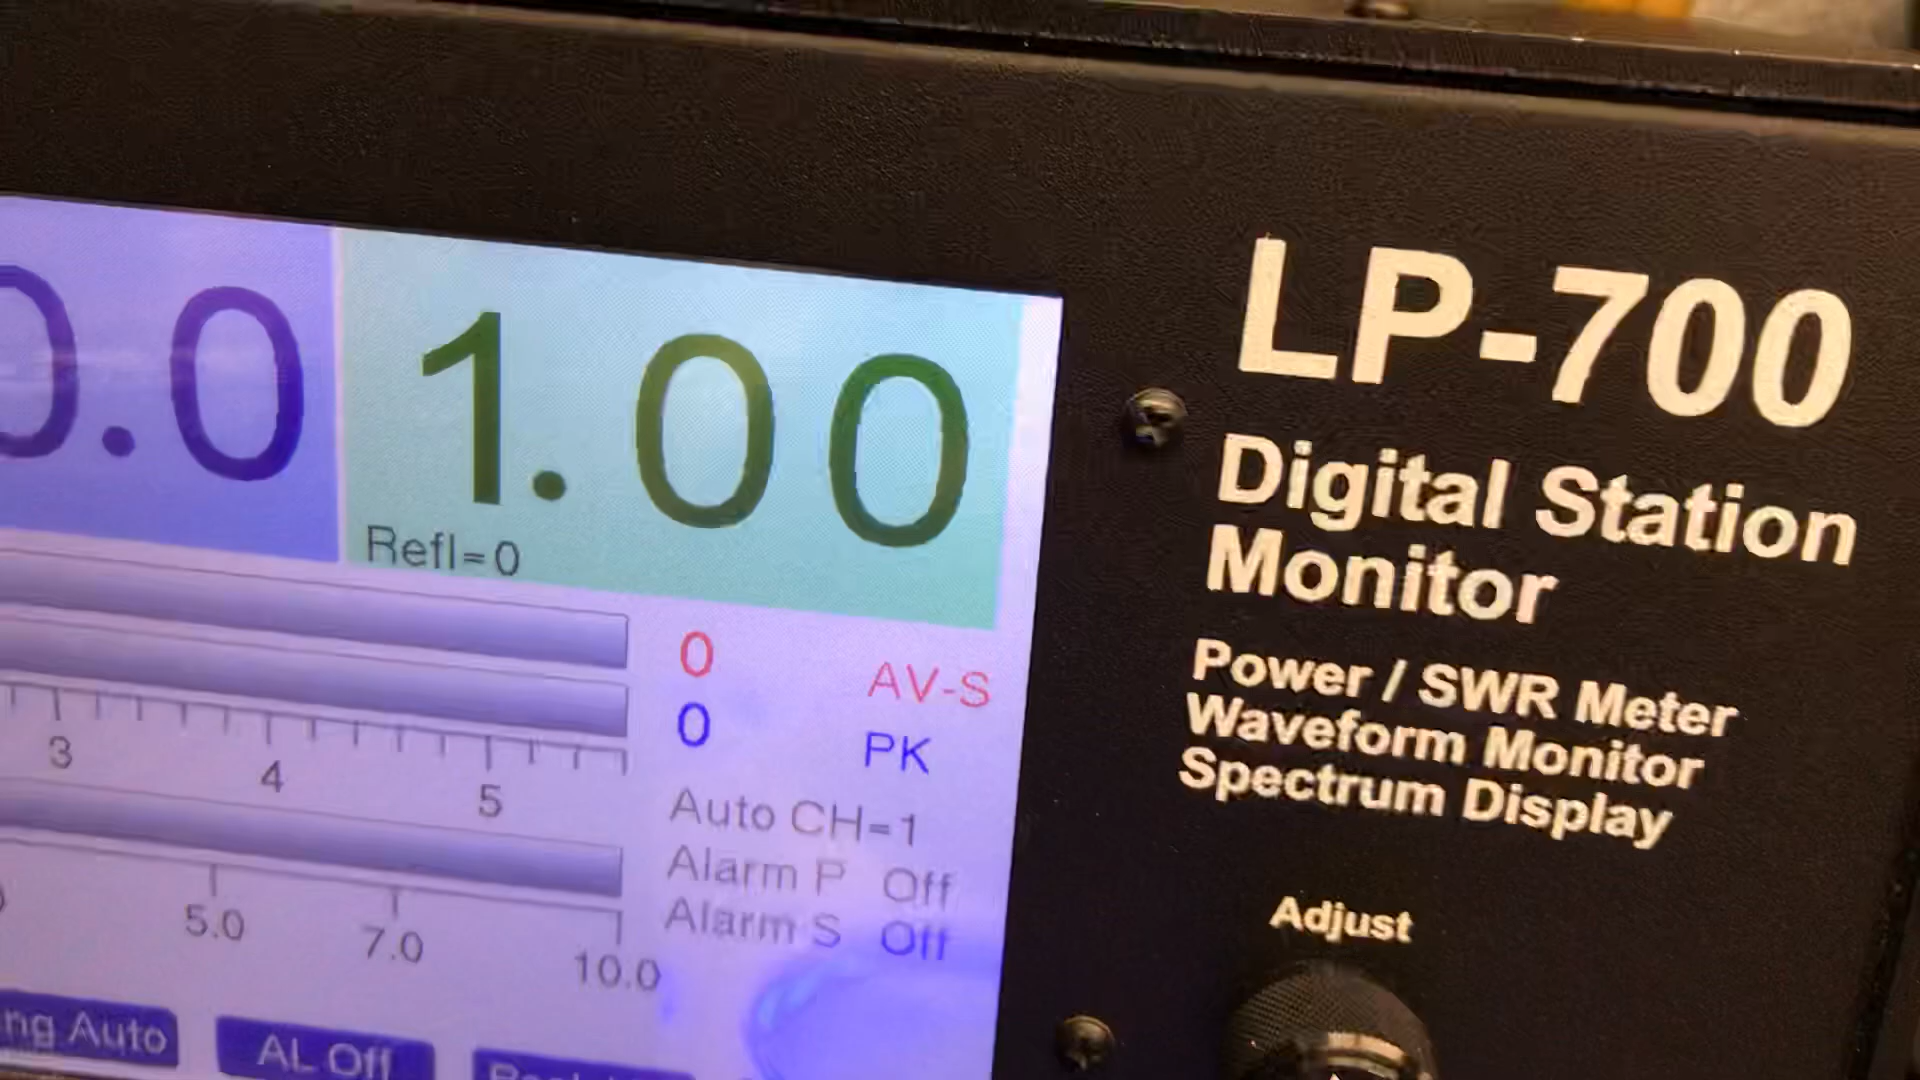 0.0
1.00
Refl=0
0
AV-S
0
PK
3 4 5
Auto CH=1
Alarm P Off
Alarm S Off
5.0 7.0 10.0
ng Auto
AL Off
LP-700
Digital Station
Monitor
Power / SWR Meter
Waveform Monitor
Spectrum Display
Adjust